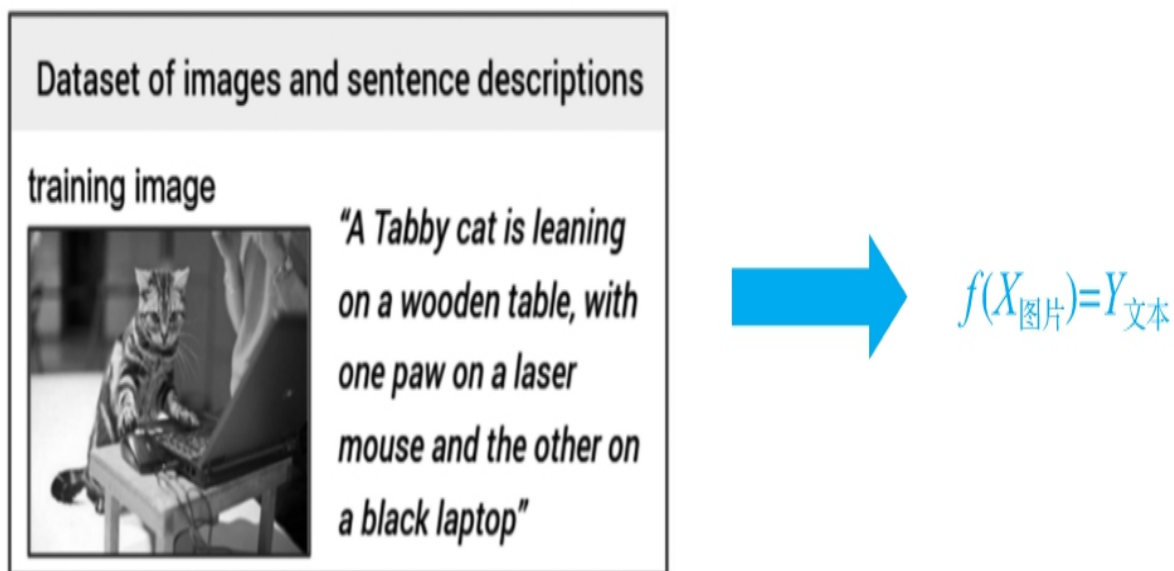 Dataset of images and sentence descriptions
training image
“A Tabby cat is leaning
on a wooden table, with
one paw on a laser
mouse and the other on
a black laptop”
f(X图片)=Y文本